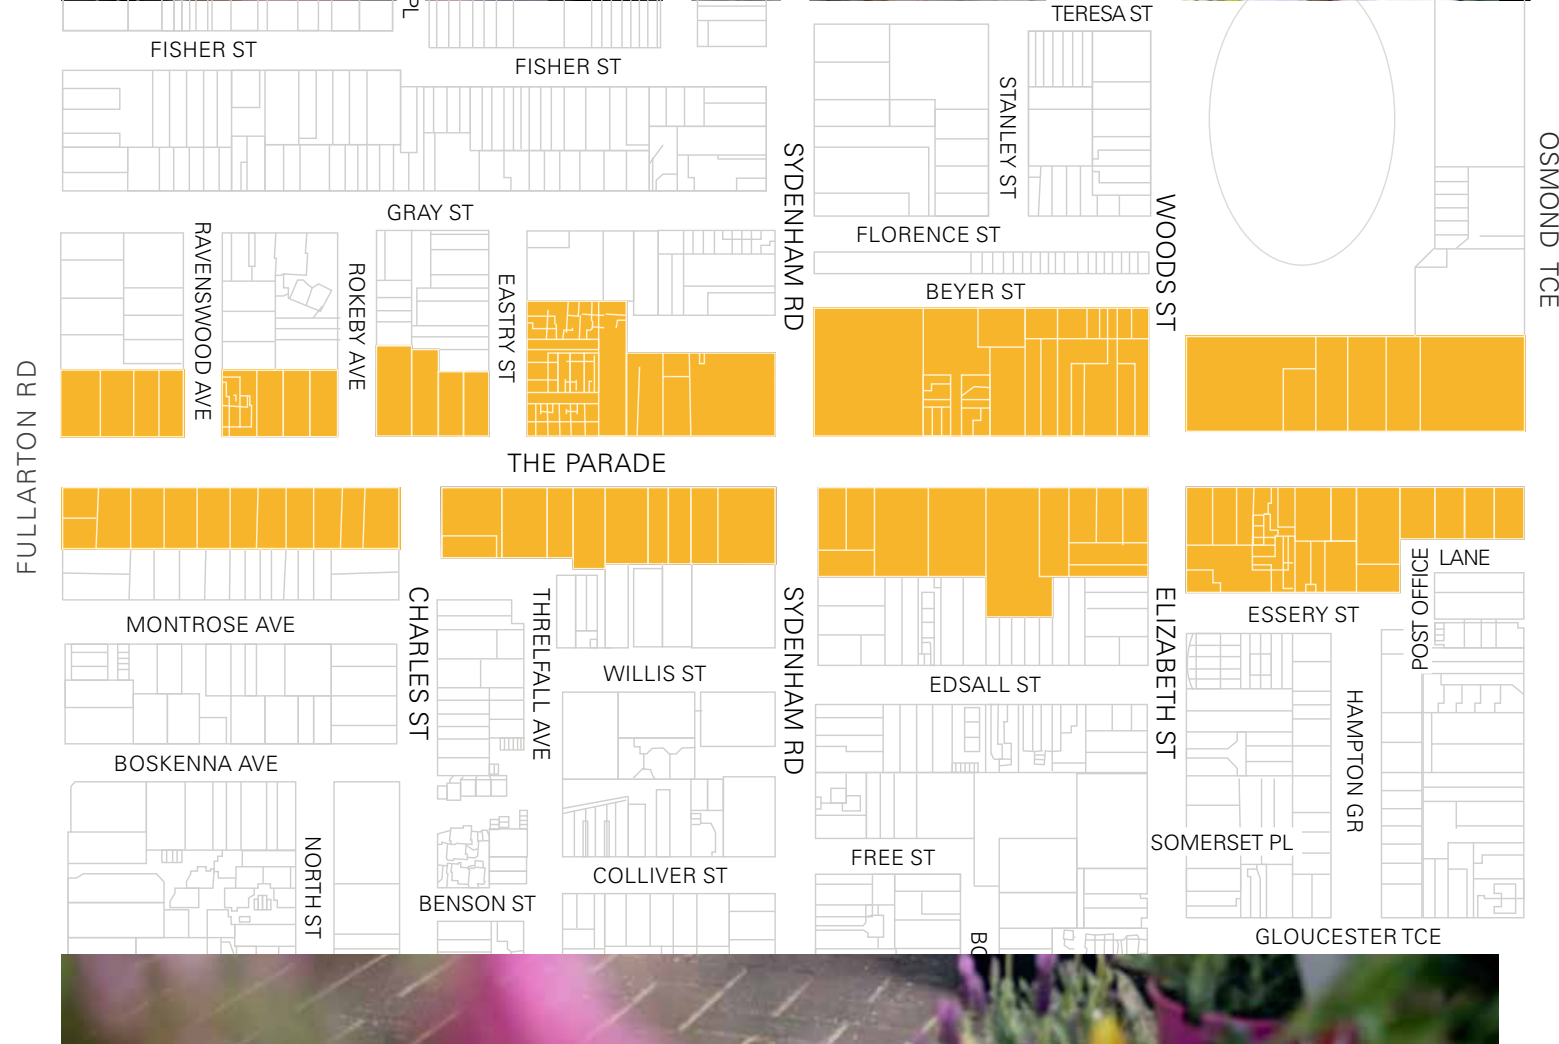 PL
TERESA ST
FISHER ST
FISHER ST
STANLEY ST
SYDENHAM RD
OSMOND TCE
GRAY ST
WOODS ST
RAVENSWOOD AVE
FLORENCE ST
ROKEBY AVE
EASTRY ST
BEYER ST
FULLARTON RD
THE PARADE
POST OFFICE
LANE
CHARLES ST
THRELFALL AVE
SYDENHAM RD
ELIZABETH ST
ESSERY ST
MONTROSE AVE
WILLIS ST
EDSALL ST
HAMPTON GR
BOSKENNA AVE
NORTH ST
SOMERSET PL
FREE ST
COLLIVER ST
BENSON ST
GLOUCESTER TCE